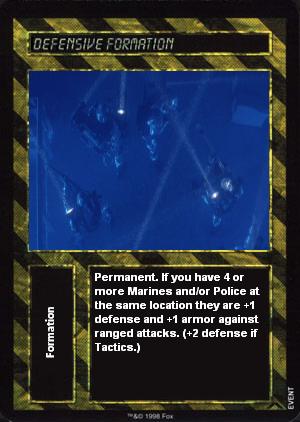 DEFENSIVE FORMATION
Permanent. If you have 4 or
more Marines and/or Police at
the same location they are +1
defense and +1 armor against
ranged attacks. (+2 defense if
Tactics.)
Formation
EVENT
™&© 1998 Fox